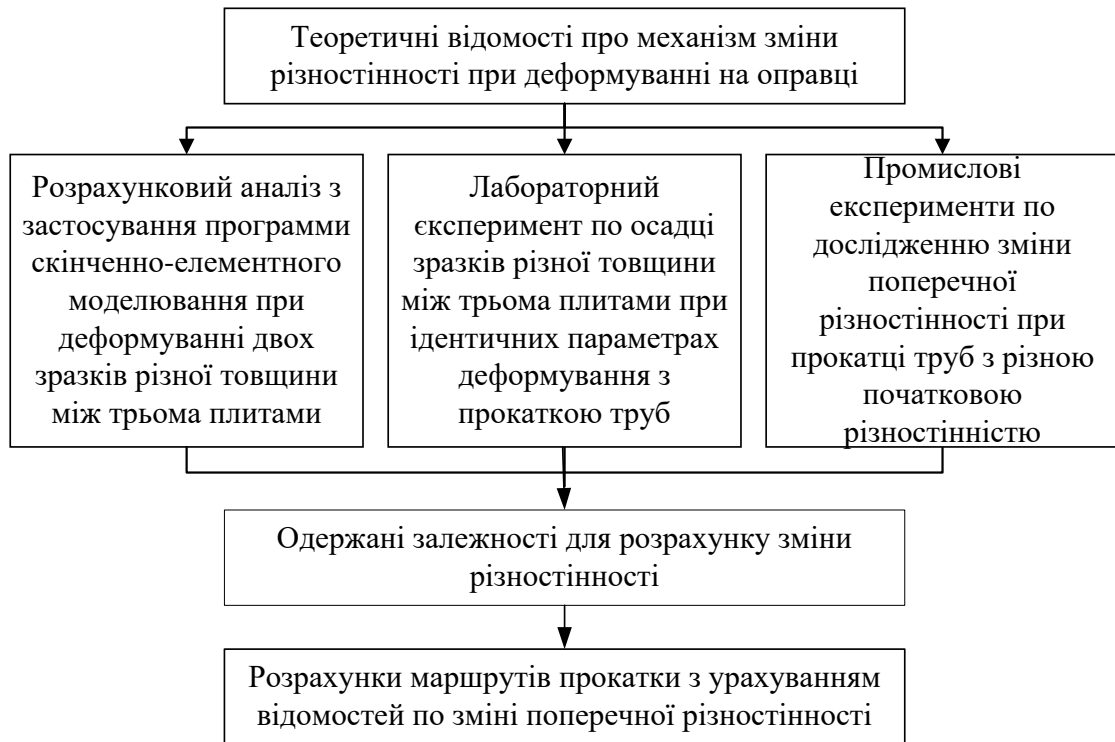 Теоретичні відомості про механізм зміни
різностінності при деформуванні на оправці
Розрахунковий аналіз з
застосування программи
скінченно-елементного
моделювання при
деформуванні двох
зразків різної товщини
між трьома плитами
Лабораторний
єксперимент по осадці
зразків різної товщини
між трьома плитами при
ідентичних параметрах
деформування з
прокаткою труб
Промислові
експерименти по
дослідженню зміни
поперечної
різностінності при
прокатці труб з різною
початковою
різностінністю
Одержані залежності для розрахунку зміни
різностінності
Розрахунки маршрутів прокатки з урахуванням
відомостей по зміні поперечної різностінності